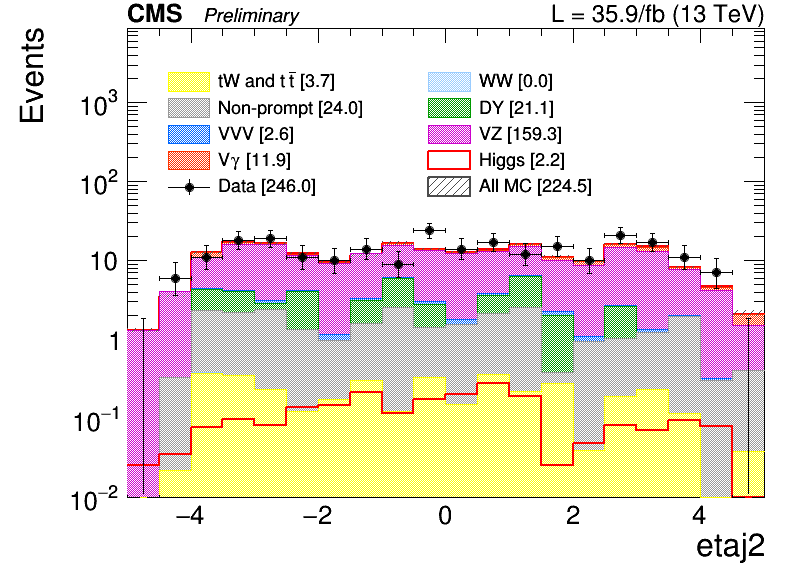 CMS Preliminary L = 35.9/fb (13 TeV)
Events
tW and tt̄ [3.7] WW [0.0]
Non-prompt [24.0] DY [21.1]
VVV [2.6] VZ [159.3]
Vγ [11.9] Higgs [2.2]
Data [246.0] All MC [224.5]
10³
10²
10
1
10⁻¹
10⁻²
−4 −2 0 2 4
etaj2